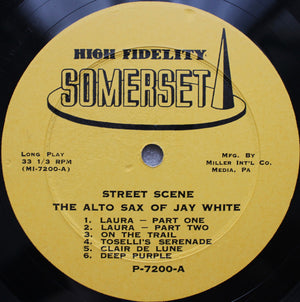 HIGH FIDELITY
SOMERSET
LONG PLAY
33 1/3 RPM
(MI-7200-A)
MFG. BY
MILLER INT'L CO.
MEDIA, PA
STREET SCENE
THE ALTO SAX OF JAY WHITE
1. LAURA — PART ONE
2. LAURA — PART TWO
3. ON THE TRAIL
4. TOSELLI'S SERENADE
5. CLAIR DE LUNE
6. DEEP PURPLE
P-7200-A